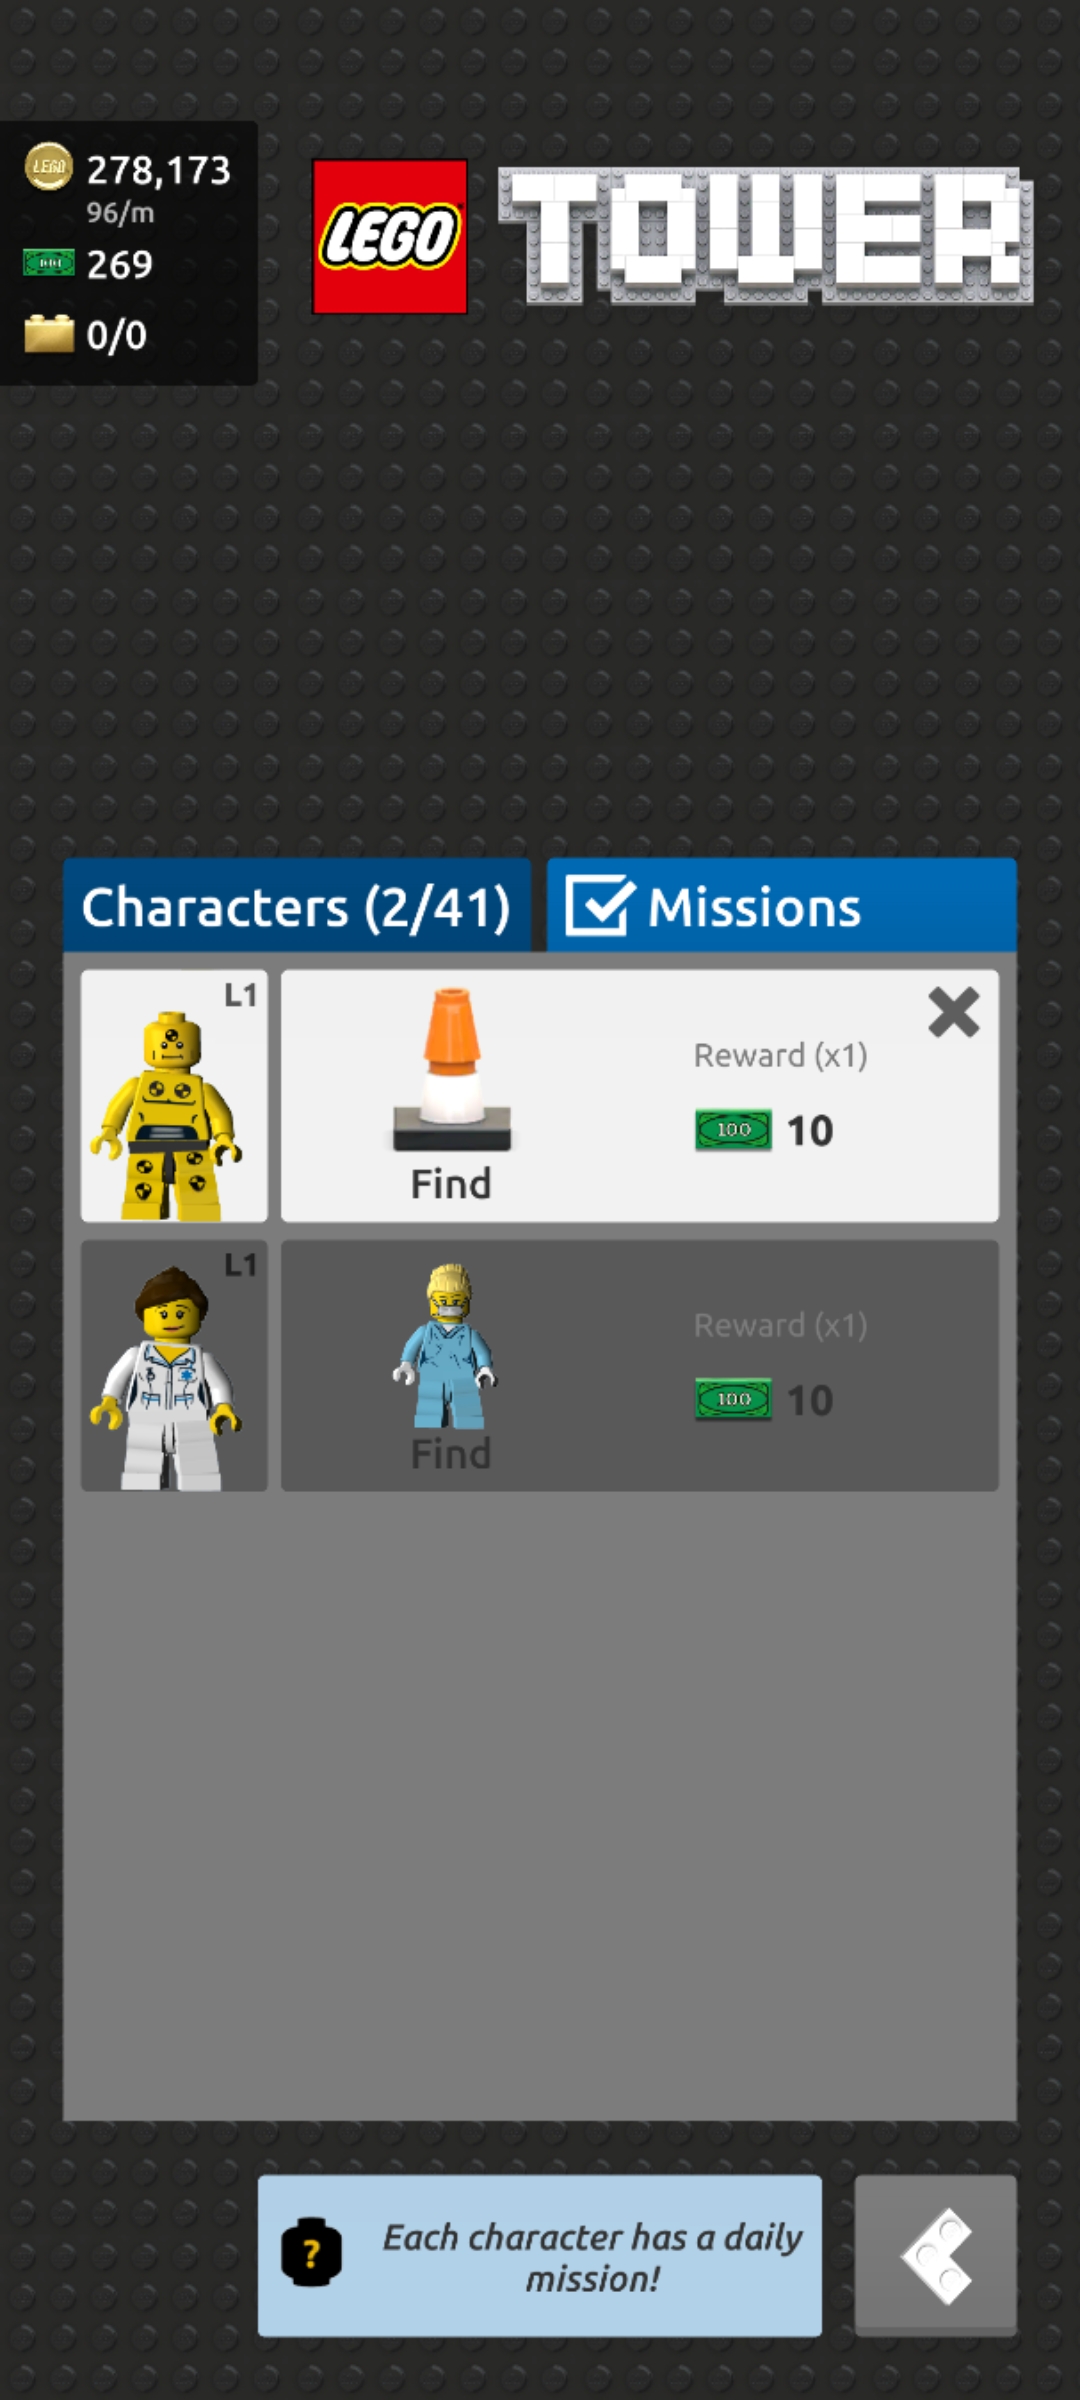 LEGO
278,173
96/m
269
0/0
LEGO
TOWER
Characters (2/41)
Missions
L1
Find
Reward (x1)
100
10
L1
Find
Reward (x1)
100
10
?
Each character has a daily
mission!